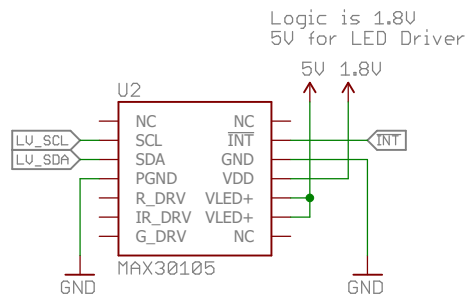 Logic is 1.8V
5V for LED Driver
5V 1.8V
U2
NC NC
LV_SCL SCL INT INT
LV_SDA SDA GND
PGND VDD
R_DRV VLED+
IR_DRV VLED+
G_DRV NC
MAX30105
GND GND